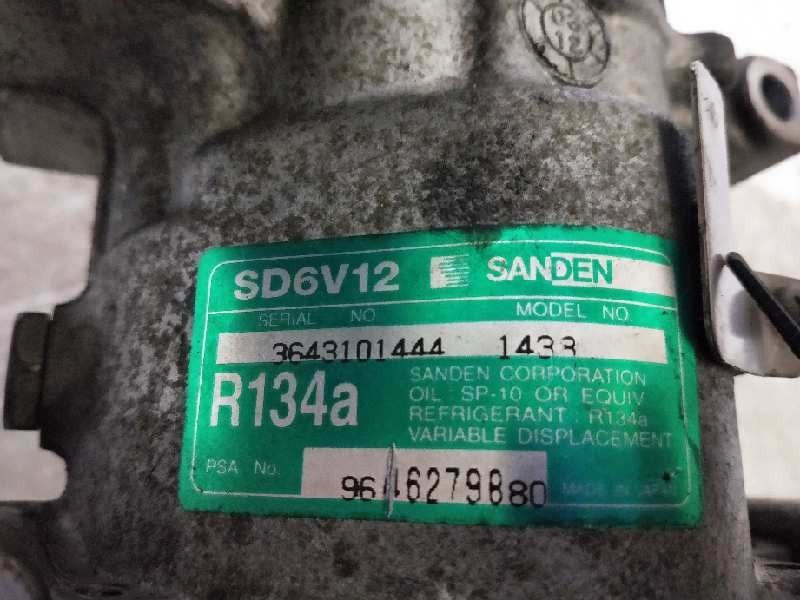 SD6V12 SANDEN
SERIAL NO MODEL NO.
3643101444 1438
R134a
SANDEN CORPORATION
OIL : SP-10 OR EQUIV
REFRIGERANT : R134a
VARIABLE DISPLACEMENT
PSA No. 9646279880
MADE IN JAPAN